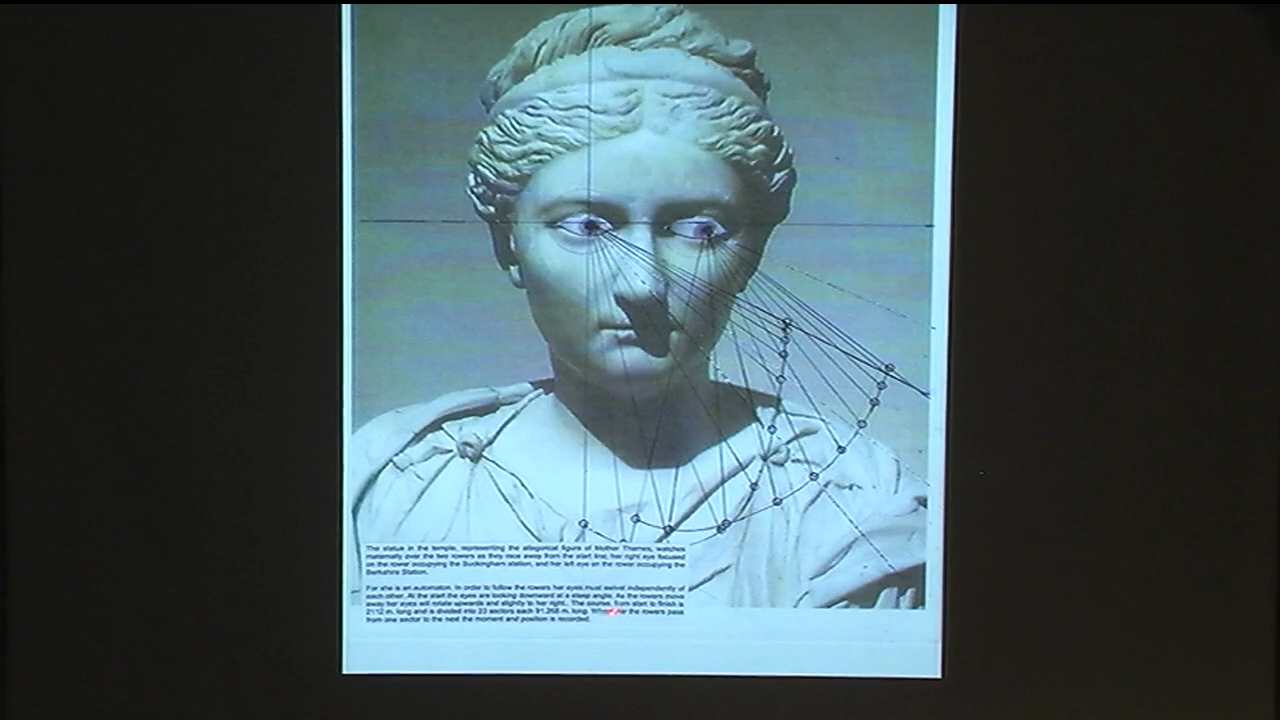 The statue in the temple, representing the allegorical figure of Mother Thames, watches
maternally over the two rowers as they race away from the start line, her right eye focused
on the rower occupying the Buckingham station, and her left eye on the rower occupying the
Berkshire Station.
For she is an automaton. In order to follow the rowers her eyes must swivel independently of
each other. At the start the eyes are looking downward at a steep angle. As the rowers move
away her eyes will rotate upwards and slightly to her right. The course, from start to finish is
2112 m. long and is divided into 23 sectors each long. the rowers pass
from one sector to the next the moment and position is recorded.